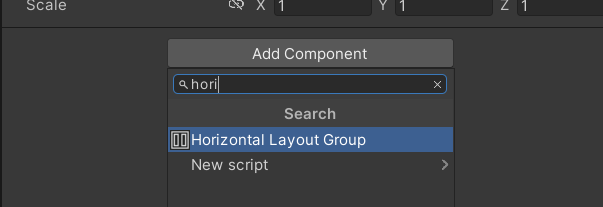 Scale X 1 Y 1 Z 1
Add Component
hori
Search
Horizontal Layout Group
New script